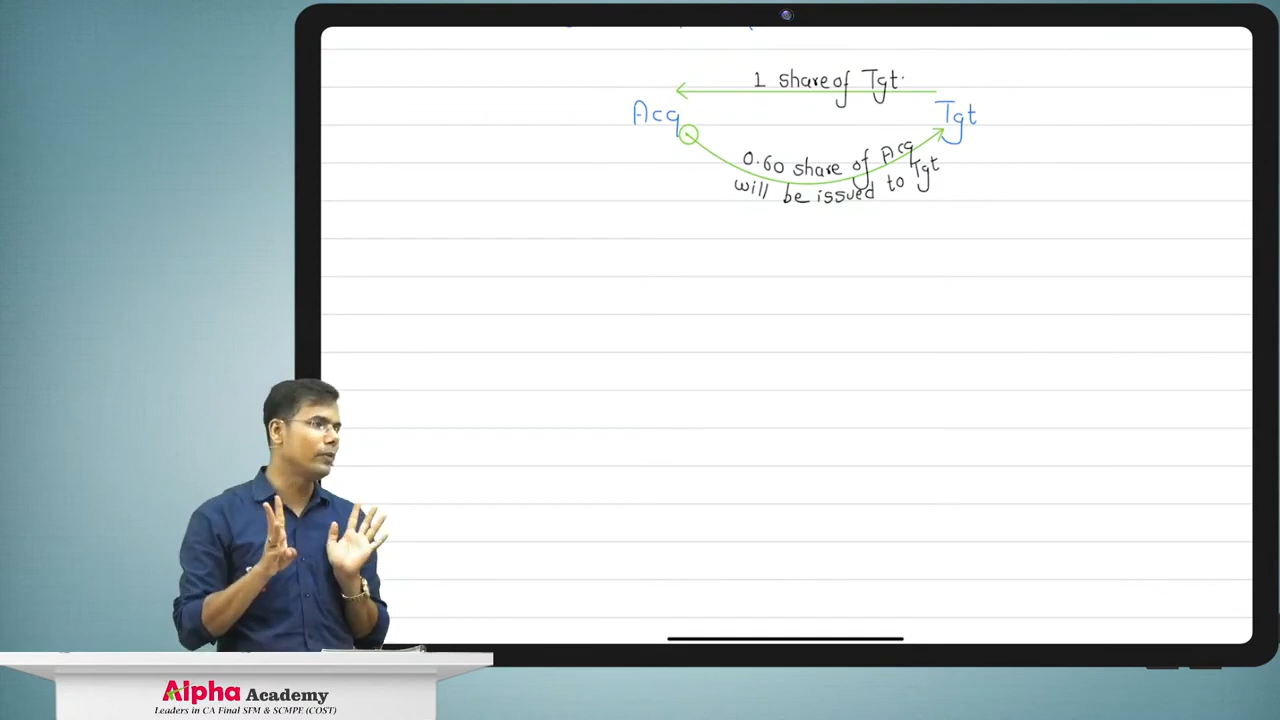 1 share of Tgt.
Acq
Tgt
0.60 share of Acq
will be issued to Tgt
Alpha Academy
Leaders in CA Final SFM & SCMPE (COST)